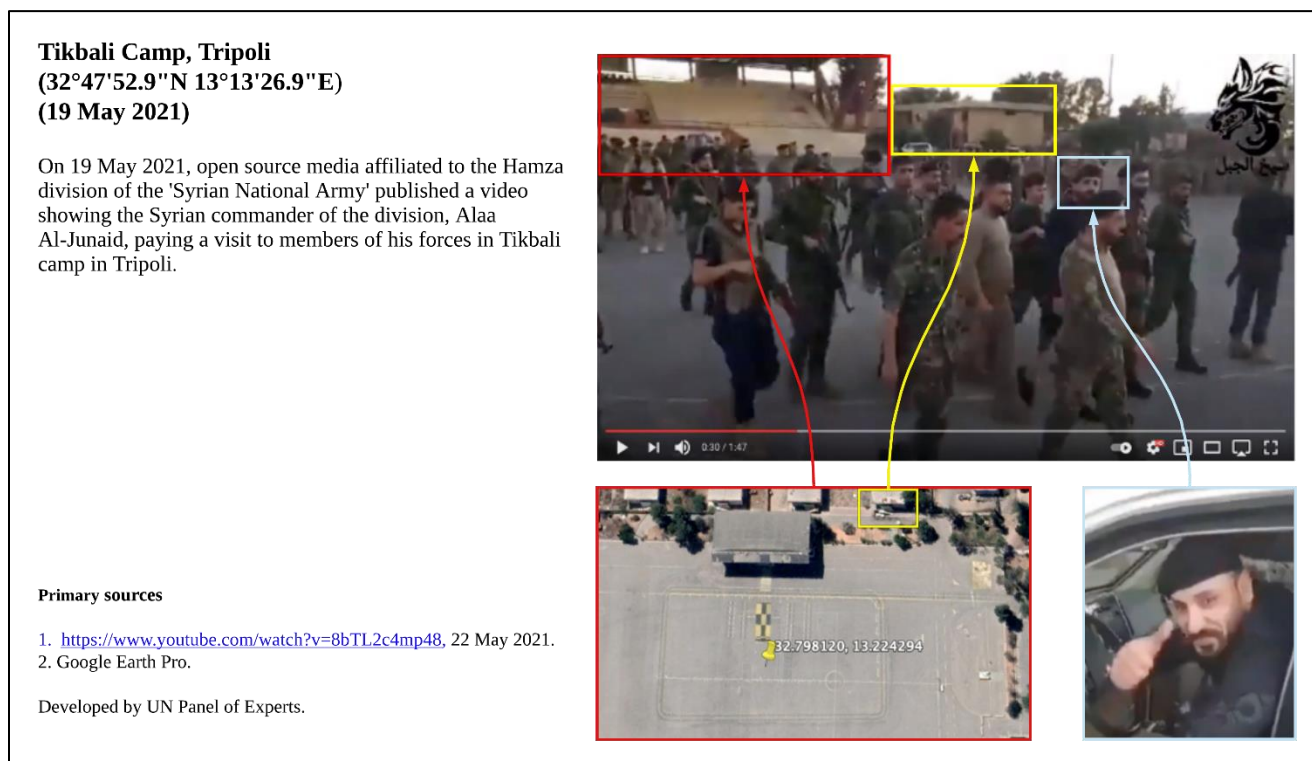 Tikbali Camp, Tripoli
(32°47'52.9"N 13°13'26.9"E)
(19 May 2021)
On 19 May 2021, open source media affiliated to the Hamza
division of the 'Syrian National Army' published a video
showing the Syrian commander of the division, Alaa
Al-Junaid, paying a visit to members of his forces in Tikbali
camp in Tripoli.
سيخ الجبل
0:30 / 1:47
32.798120, 13.224294
Primary sources
1. https://www.youtube.com/watch?v=8bTL2c4mp48, 22 May 2021.
2. Google Earth Pro.
Developed by UN Panel of Experts.